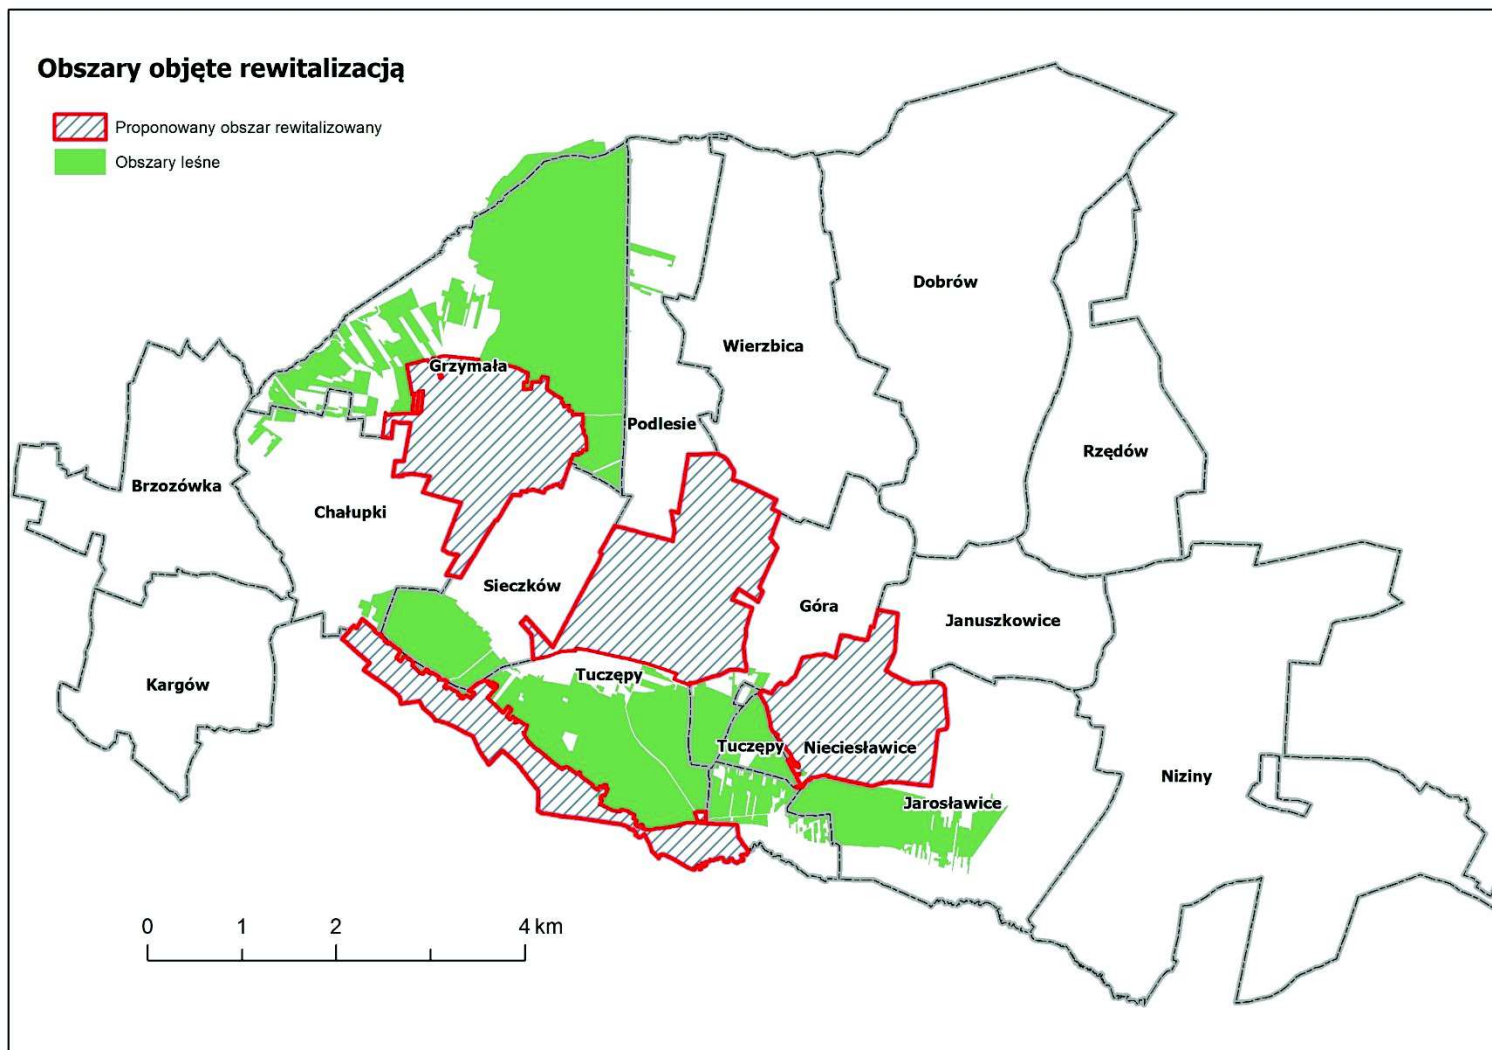 Obszary objęte rewitalizacją
Proponowany obszar rewitalizowany
Obszary leśne
Dobrów
Wierzbica
Grzymała
Podlesie
Rzędów
Brzozówka
Chałupki
Sieczków
Góra
Januszkowice
Kargów
Tuczępy
Tuczępy
Nieciesławice
Niziny
Jarosławice
0 1 2 4 km